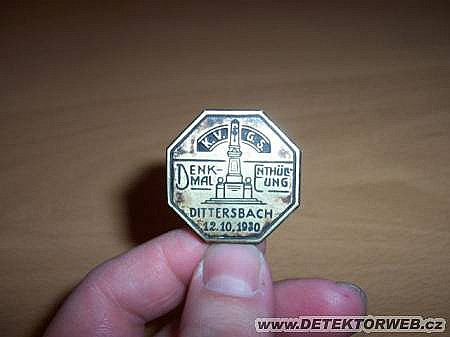 K.V. G.S.
DENK- ENTHÜL-
MAL LUNG
DITTERSBACH
12.10.1930
WWW.DETEKTORWEB.CZ